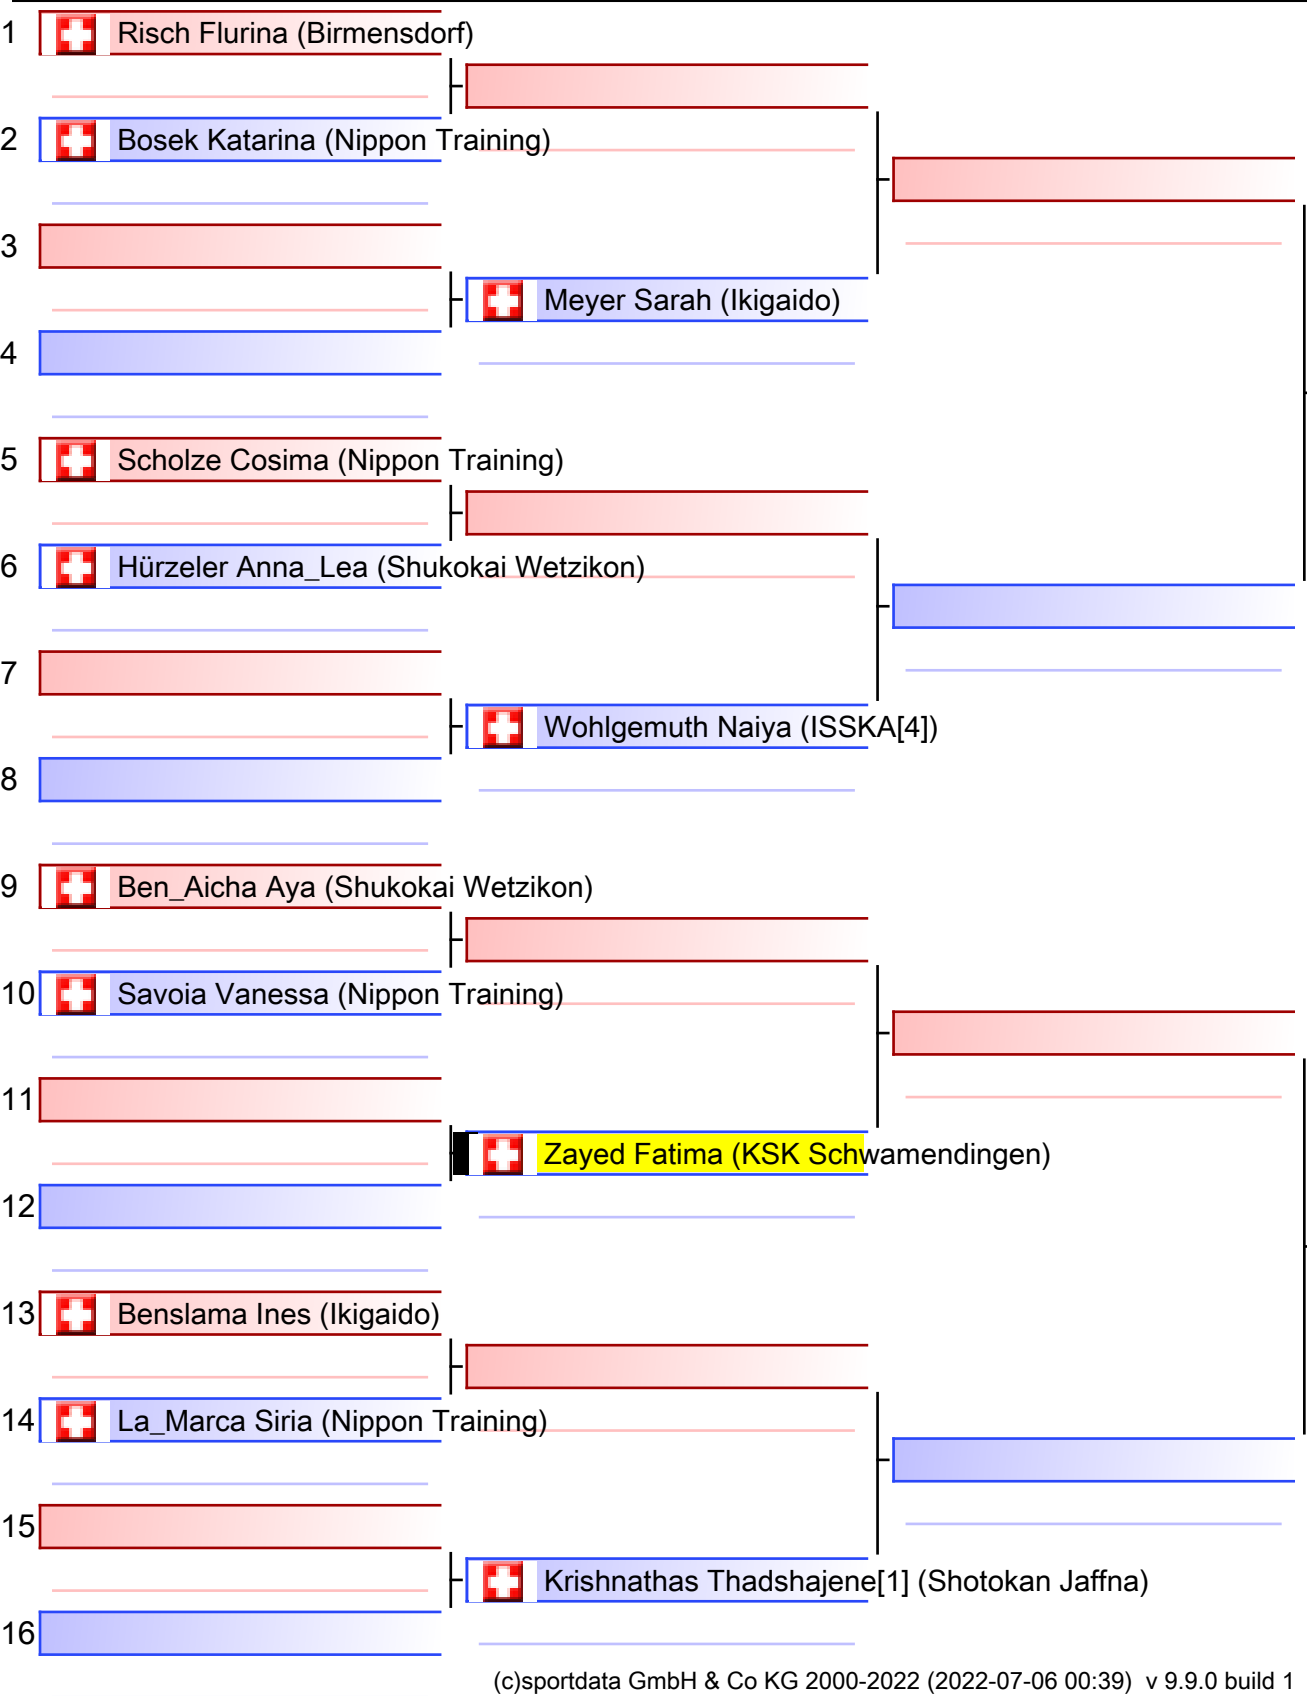 1 Risch Flurina (Birmensdorf)
2 Bosek Katarina (Nippon Training)
3
Meyer Sarah (Ikigaido)
4
5 Scholze Cosima (Nippon Training)
6 Hürzeler Anna_Lea (Shukokai Wetzikon)
7
Wohlgemuth Naiya (ISSKA[4])
8
9 Ben_Aicha Aya (Shukokai Wetzikon)
10 Savoia Vanessa (Nippon Training)
11
Zayed Fatima (KSK Schwamendingen)
12
13 Benslama Ines (Ikigaido)
14 La_Marca Siria (Nippon Training)
15
Krishnathas Thadshajene[1] (Shotokan Jaffna)
16
(c)sportdata GmbH & Co KG 2000-2022 (2022-07-06 00:39) v 9.9.0 build 1